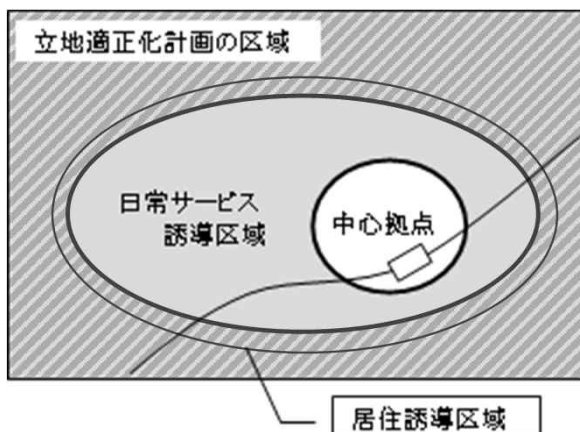 立地適正化計画の区域
日常サービス
誘導区域
中心拠点
居住誘導区域